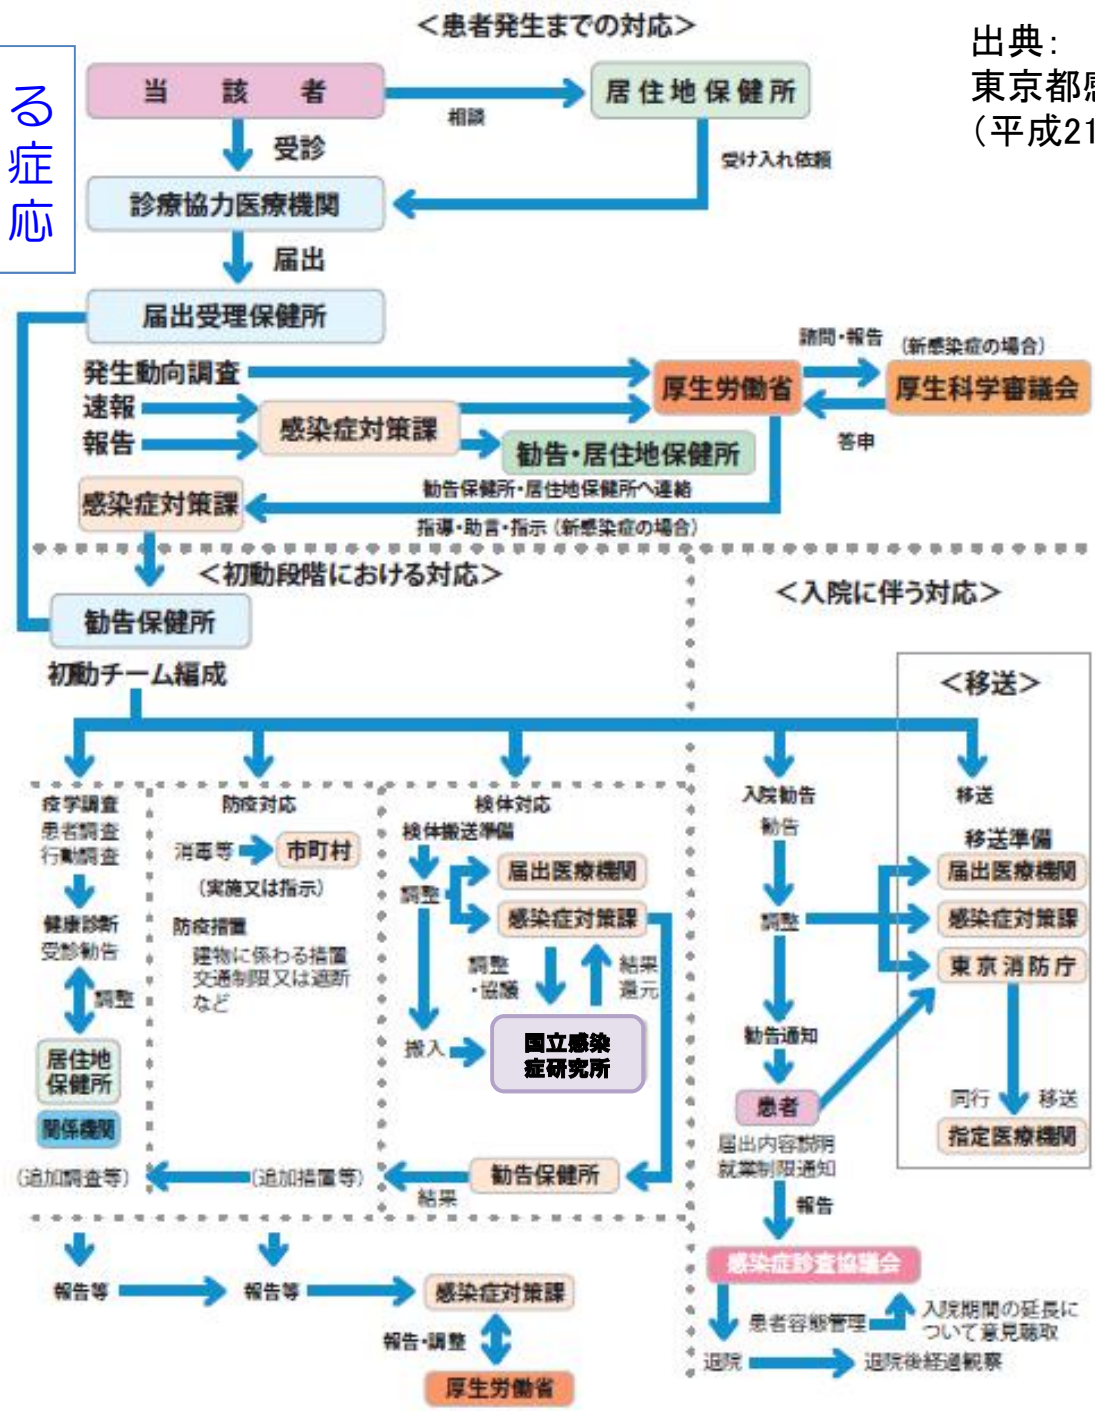 ＜患者発生までの対応＞
出典：
東京都感
（平成21
る症
応
当該者
相談
居住地保健所
受診
受け入れ依頼
診療協力医療機関
届出
届出受理保健所
諮問・報告
（新感染症の場合）
発生動向調査
厚生労働省
厚生科学審議会
速報
感染症対策課
報告
勧告・居住地保健所
答申
勧告保健所・居住地保健所へ連絡
感染症対策課
指導・助言・指示（新感染症の場合）
＜初動段階における対応＞
＜入院に伴う対応＞
勧告保健所
初動チーム編成
＜移送＞
疫学調査
患者調査
行動調査
健康診断
受診勧告
調整
居住地
保健所
関係機関
（追加調査等）
防疫対応
消毒等
市町村
（実施又は指示）
防疫措置
建物に係わる措置
交通制限又は遮断
など
（追加措置等）
検体対応
検体搬送準備
調整
届出医療機関
感染症対策課
調整
・協議
結果
還元
搬入
国立感染
症研究所
勧告保健所
結果
入院勧告
勧告
調整
勧告通知
患者
届出内容説明
就業制限通知
報告
移送
移送準備
届出医療機関
感染症対策課
東京消防庁
同行
移送
指定医療機関
感染症診査協議会
患者容態管理
入院期間の延長に
ついて意見聴取
退院
退院後経過観察
報告等
報告等
感染症対策課
報告・調整
厚生労働省